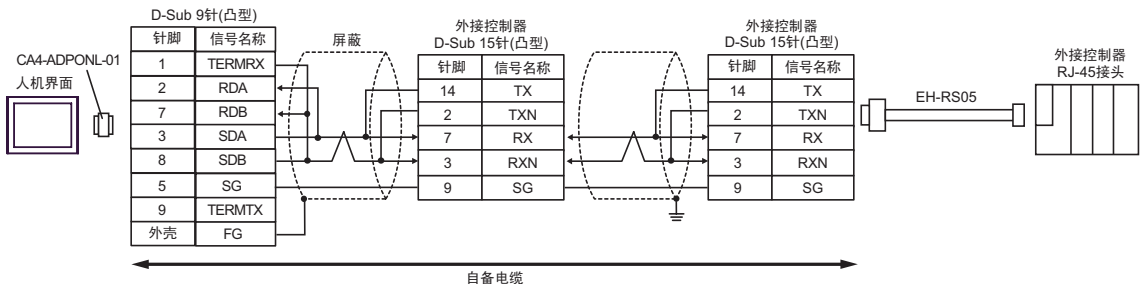 D-Sub 9针(凸型)
针脚 信号名称
1 TERMRX
2 RDA
7 RDB
3 SDA
8 SDB
5 SG
9 TERMTX
外壳 FG
CA4-ADPONL-01
人机界面
屏蔽
外接控制器
D-Sub 15针(凸型)
针脚 信号名称
14 TX
2 TXN
7 RX
3 RXN
9 SG
外接控制器
D-Sub 15针(凸型)
针脚 信号名称
14 TX
2 TXN
7 RX
3 RXN
9 SG
EH-RS05
外接控制器
RJ-45接头
自备电缆